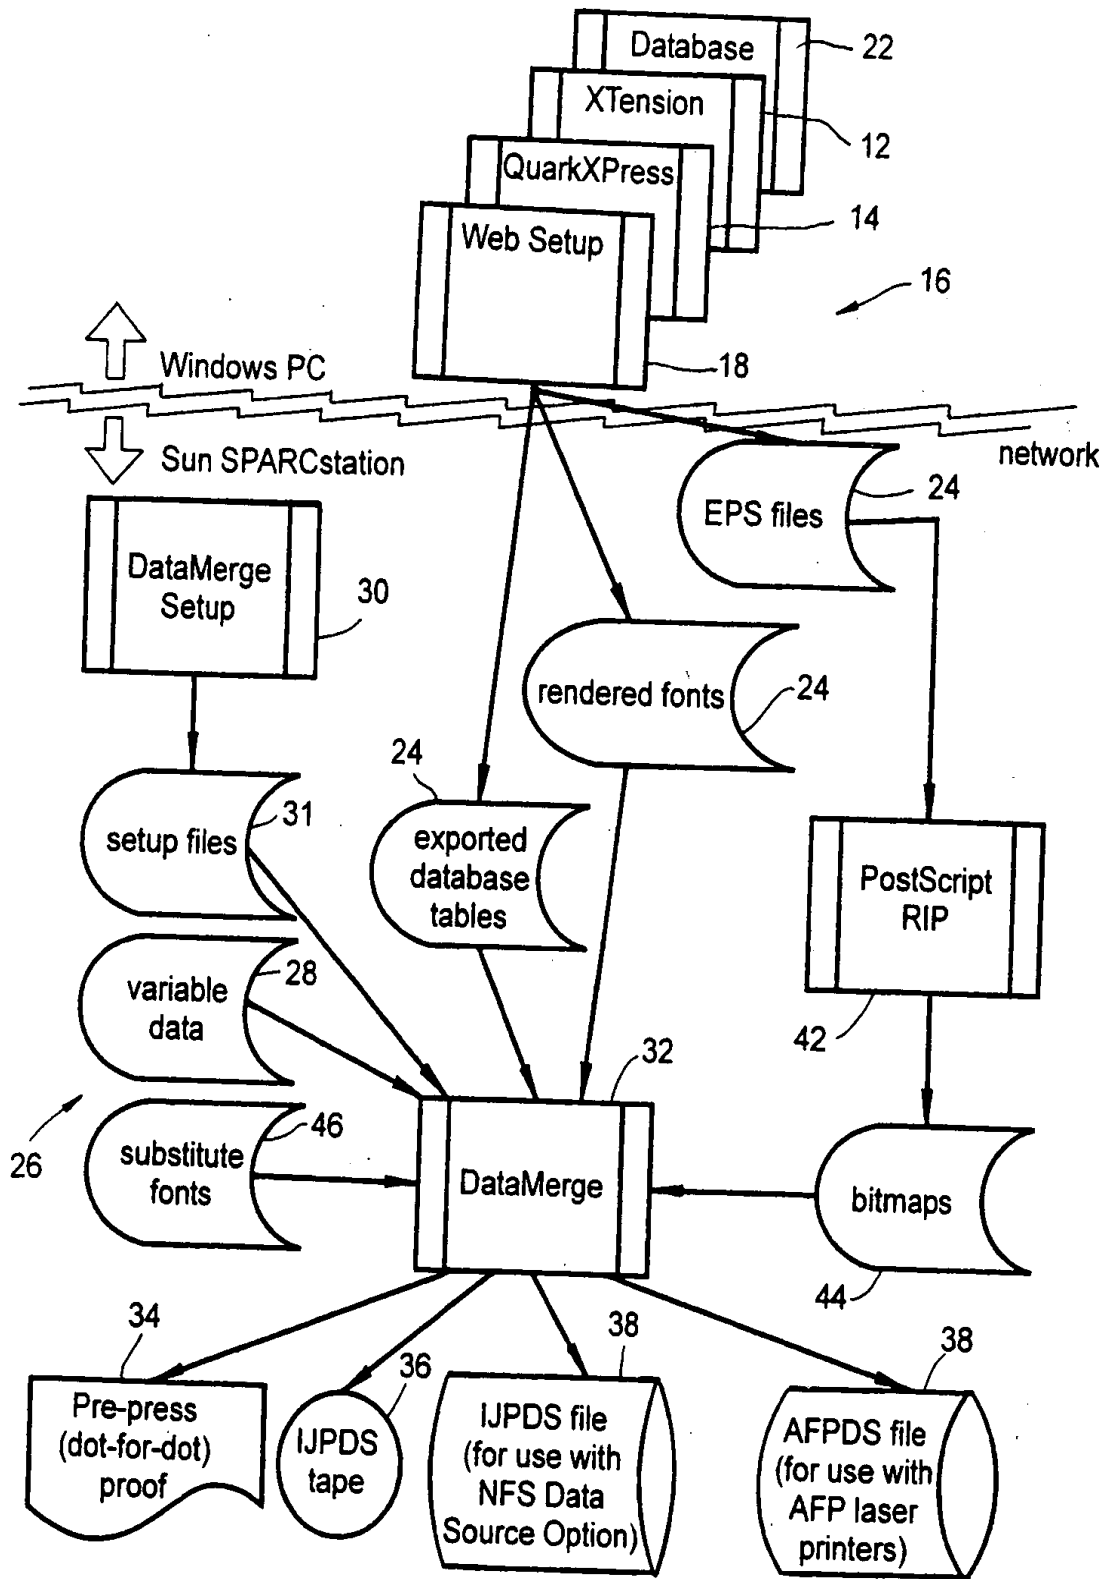 Database
22
XTension
12
QuarkXPress
14
Web Setup
16
18
Windows PC
Sun SPARCstation
network
EPS files
24
DataMerge
Setup
30
rendered fonts
24
24
setup files
31
exported
database
tables
PostScript
RIP
42
variable
data
28
32
26
substitute
fonts
46
DataMerge
bitmaps
44
34
Pre-press
(dot-for-dot)
proof
36
IJPDS
tape
38
IJPDS file
(for use with
NFS Data
Source Option)
38
AFPDS file
(for use with
AFP laser
printers)